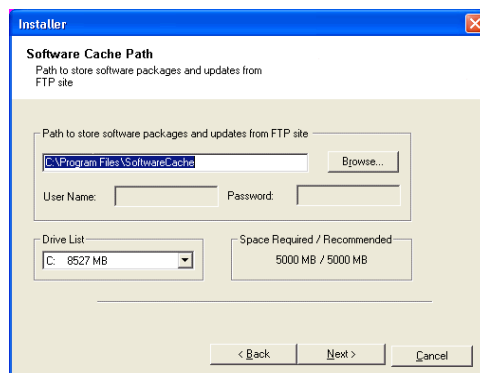 Installer
Software Cache Path
Path to store software packages and updates from
FTP site
Path to store software packages and updates from FTP site
C:\Program Files\SoftwareCache
Browse...
User Name:
Password:
Drive List
Space Required / Recommended
C: 8527 MB
5000 MB / 5000 MB
< Back
Next >
Cancel